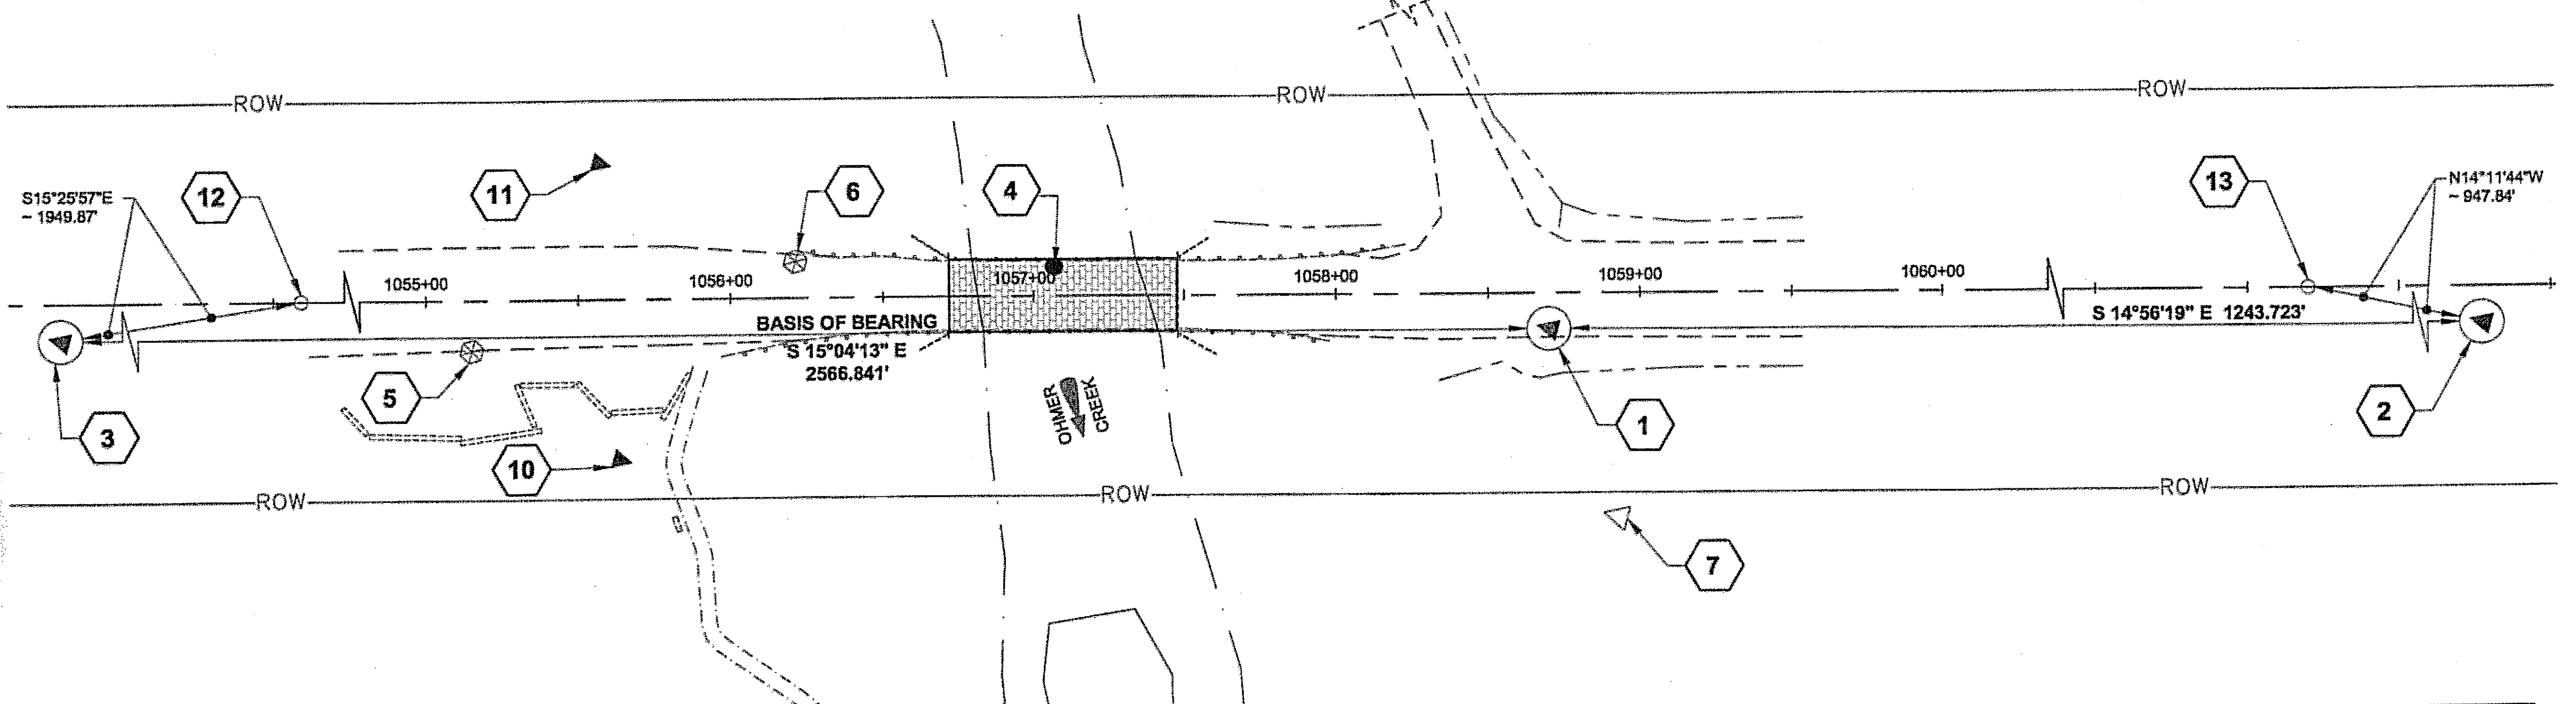 ROW
ROW
ROW
S15°25'57"E
~ 1949.87'
12
11
6
4
13
N14°11'44"W
~ 947.84'
1055+00
1056+00
1057+00
1058+00
1059+00
1060+00
BASIS OF BEARING
S 15°04'13" E
2566.841'
S 14°56'19" E 1243.723'
3
5
10
OHMER
CREEK
1
2
ROW
ROW
ROW
7